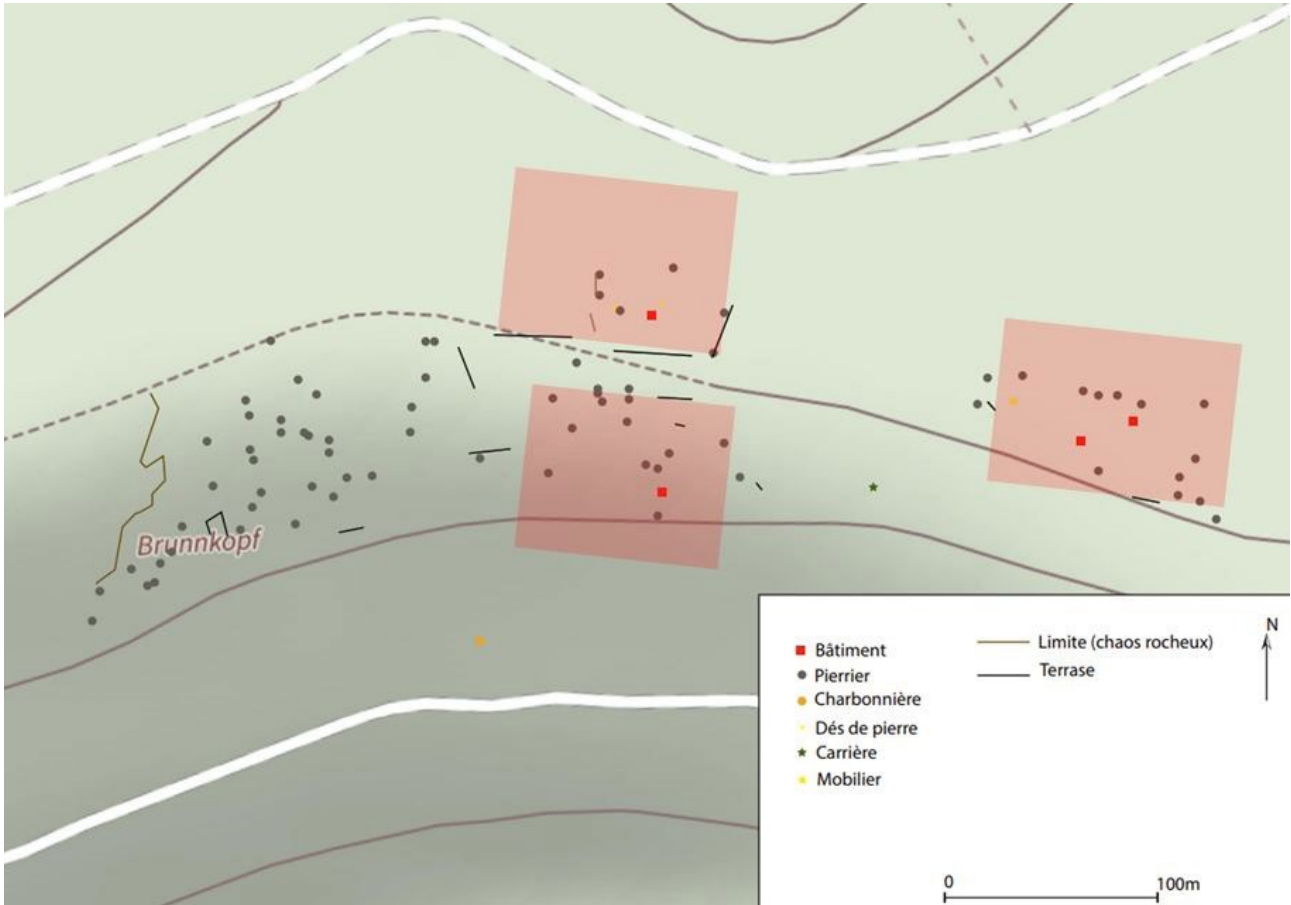 Brunnkopf
N
Bâtiment
Pierrier
Charbonnière
Dés de pierre
Carrière
Mobilier
Limite (chaos rocheux)
Terrase
0 100m